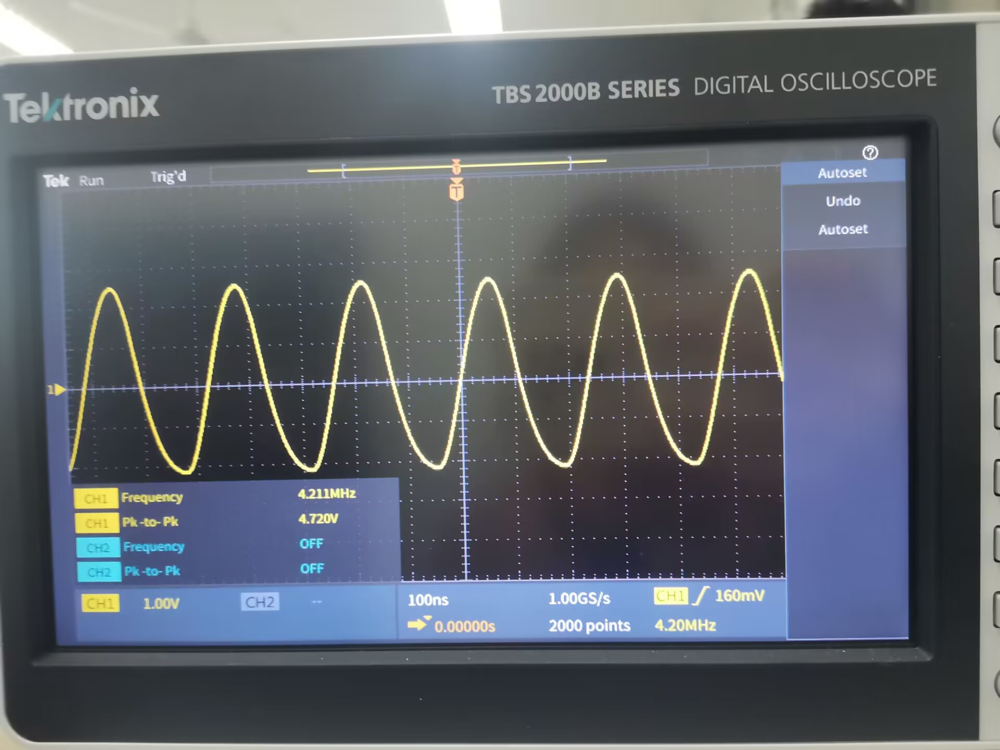 Tektronix
TBS 2000B SERIES DIGITAL OSCILLOSCOPE
Tek Run Trig'd
T
T
?
Autoset
Undo
Autoset
1
CH1 Frequency 4.211MHz
CH1 Pk-to-Pk 4.720V
CH2 Frequency OFF
CH2 Pk-to-Pk OFF
CH1 1.00V CH2 -- 100ns 1.00GS/s CH1 160mV
0.00000s 2000 points 4.20MHz